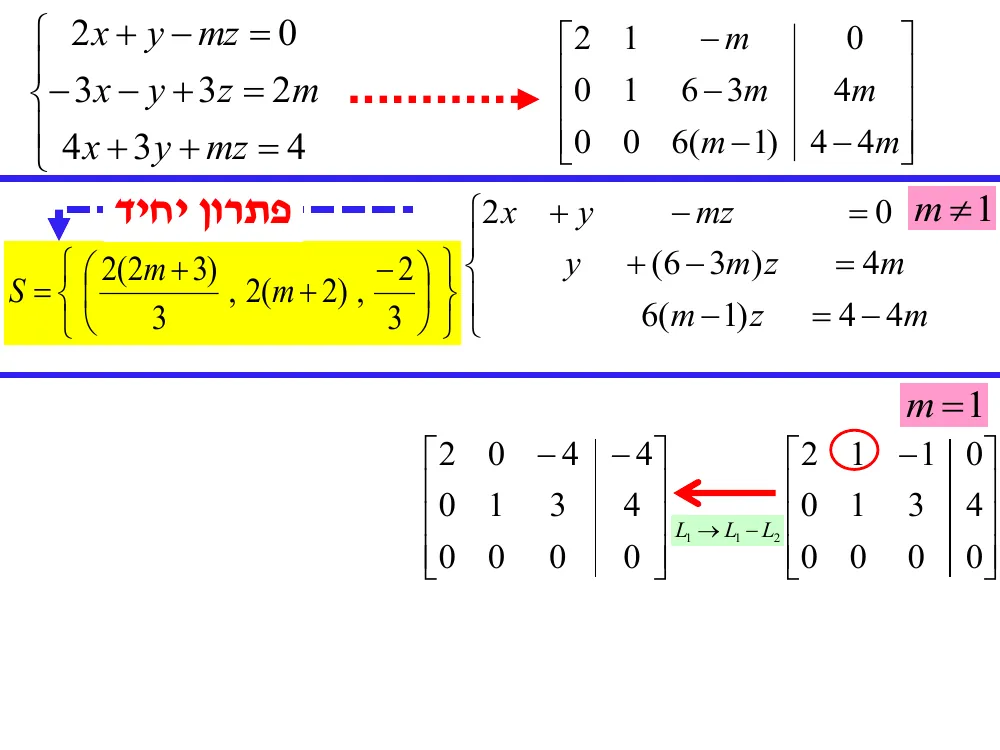 2x + y − mz = 0
−3x − y + 3z = 2m
4x + 3y + mz = 4
2 1 −m 0
0 1 6 − 3m 4m
0 0 6(m − 1) 4 − 4m
m ≠ 1
2x + y − mz = 0
y + (6 − 3m)z = 4m
6(m − 1)z = 4 − 4m
פתרון יחיד
S = { ( 2(2m + 3)/3 , 2(m + 2) , −2/3 ) }
m = 1
2 1 −1 0
0 1 3 4
0 0 0 0
L₁ → L₁ − L₂
2 0 −4 −4
0 1 3 4
0 0 0 0